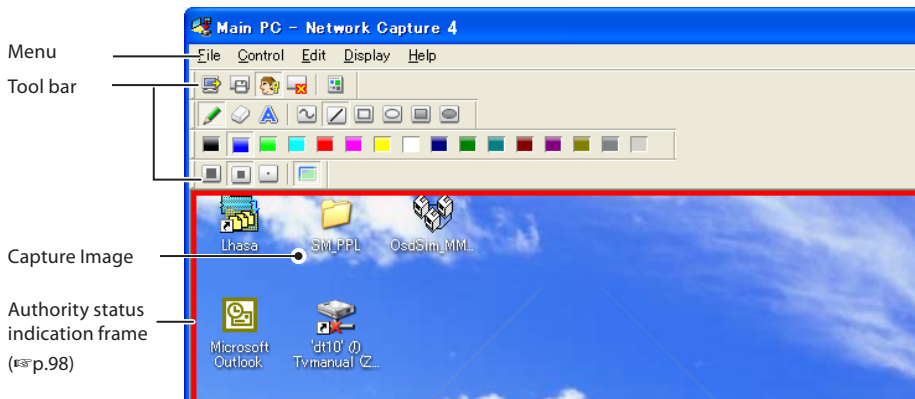 Main PC - Network Capture 4
Menu
File Control Edit Display Help
Tool bar
A
Lhasa SM_PPL OsdSim_MM...
Capture Image
Authority status
indication frame
(☞p.98)
Microsoft
Outlook
'dt10' の
Tvmanual (Z...